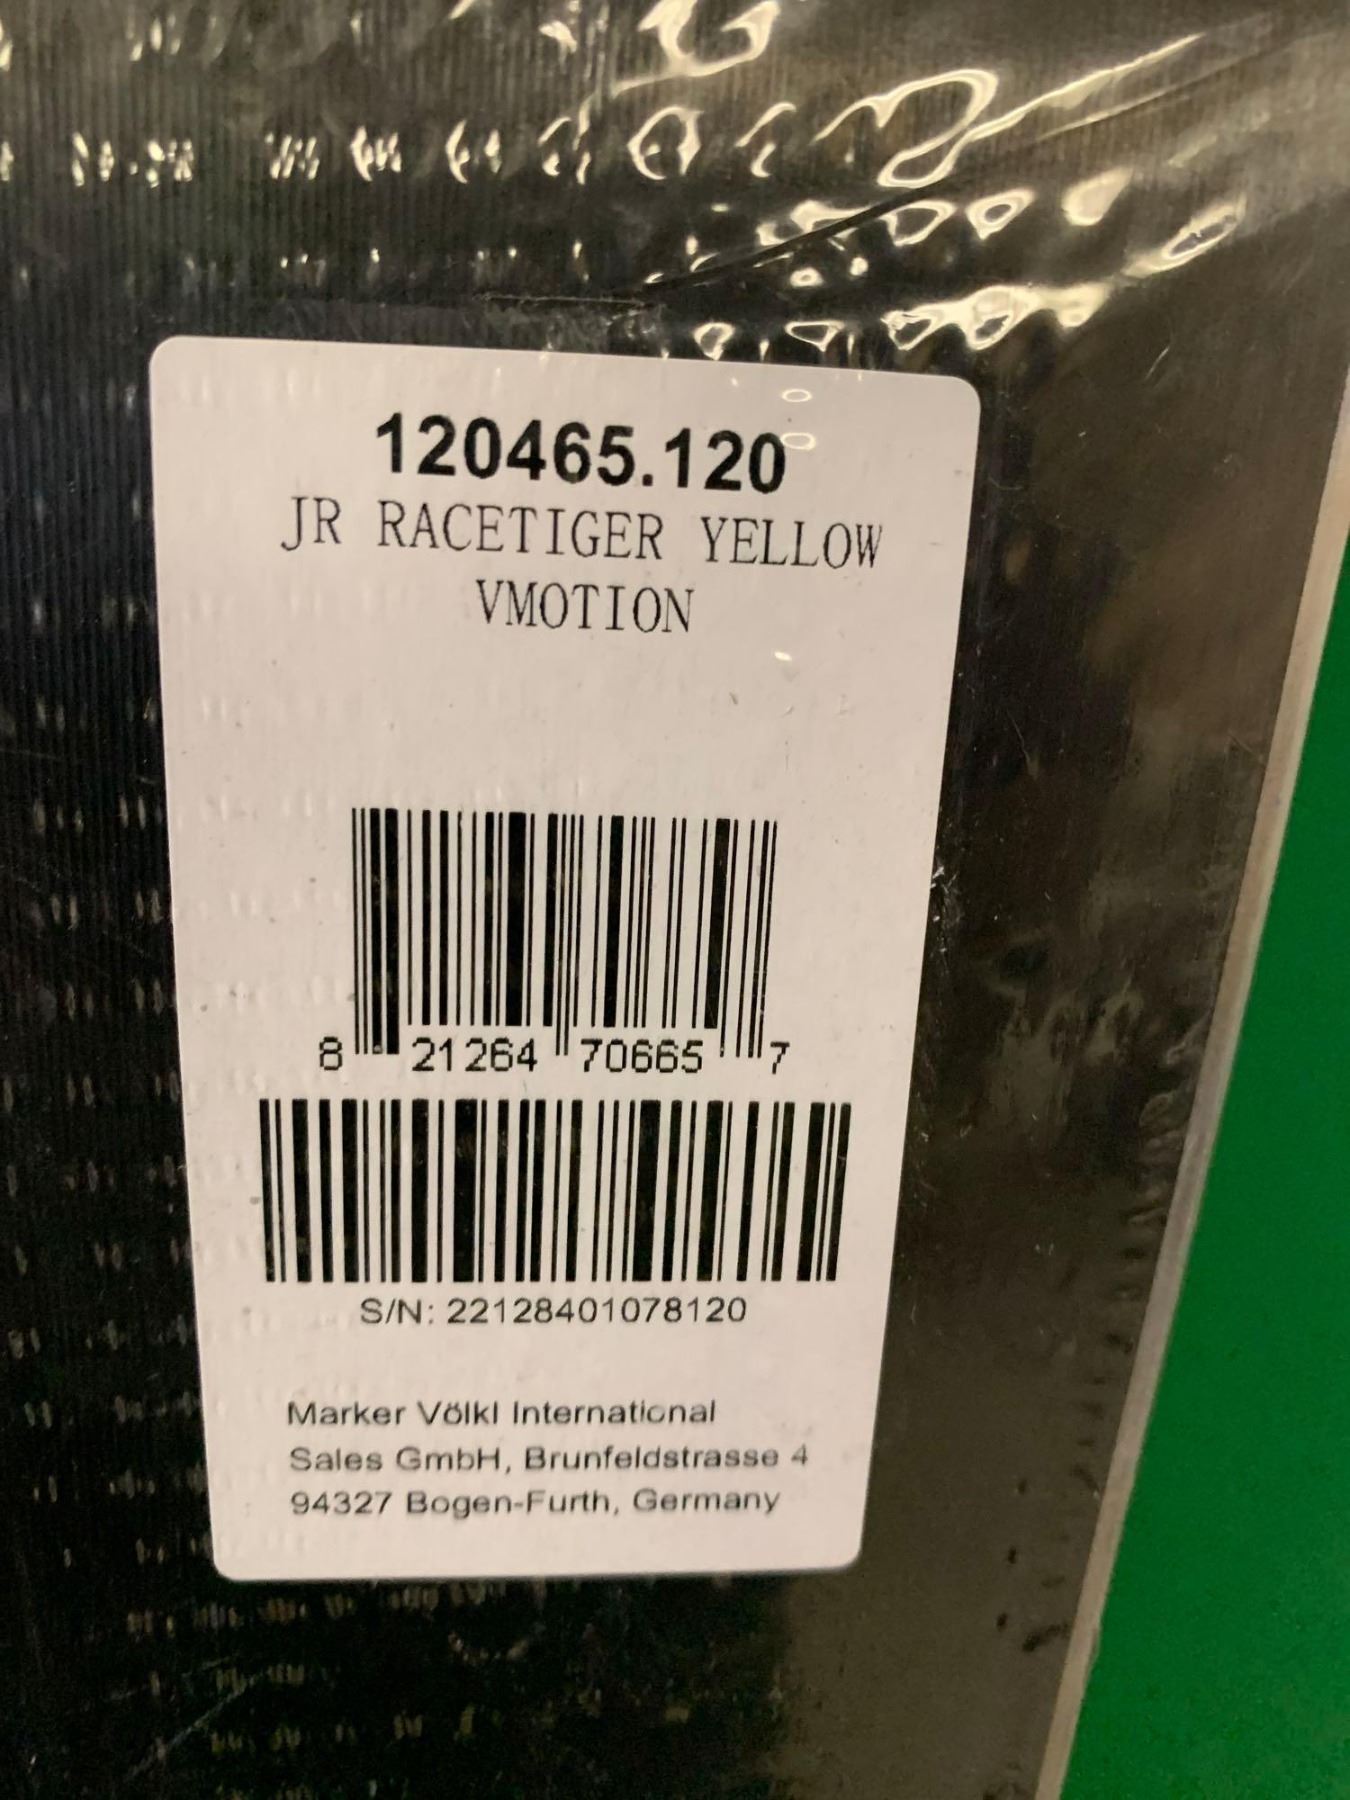 120465.120
JR RACETIGER YELLOW
VMOTION
8 21264 70665 7
S/N: 22128401078120
Marker Völkl International
Sales GmbH, Brunfeldstrasse 4
94327 Bogen-Furth, Germany